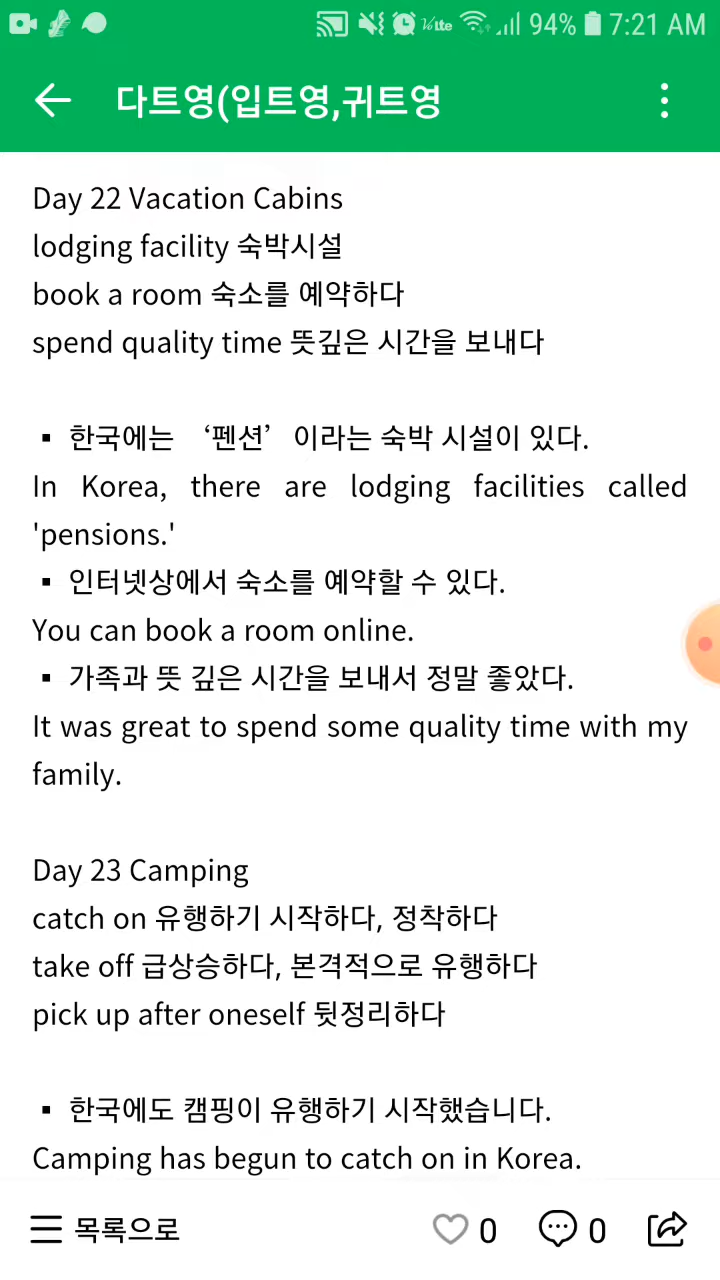 94% 7:21 AM
다트영(입트영,귀트영
Day 22 Vacation Cabins
lodging facility 숙박시설
book a room 숙소를 예약하다
spend quality time 뜻깊은 시간을 보내다
▪ 한국에는 ‘펜션’ 이라는 숙박 시설이 있다.
In Korea, there are lodging facilities called
'pensions.'
▪ 인터넷상에서 숙소를 예약할 수 있다.
You can book a room online.
▪ 가족과 뜻 깊은 시간을 보내서 정말 좋았다.
It was great to spend some quality time with my
family.
Day 23 Camping
catch on 유행하기 시작하다, 정착하다
take off 급상승하다, 본격적으로 유행하다
pick up after oneself 뒷정리하다
▪ 한국에도 캠핑이 유행하기 시작했습니다.
Camping has begun to catch on in Korea.
목록으로 0 0